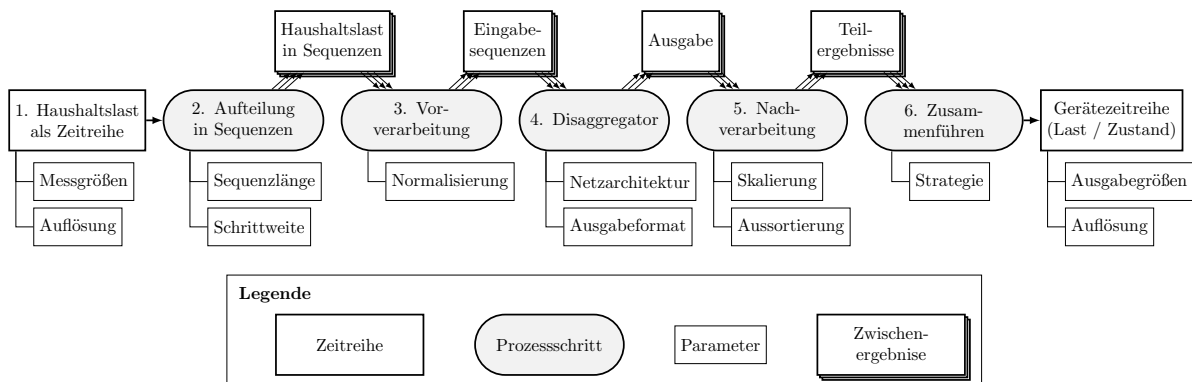 Haushaltslast
in Sequenzen
Eingabe-
sequenzen
Ausgabe
Teil-
ergebnisse
1. Haushaltslast
als Zeitreihe
2. Aufteilung
in Sequenzen
3. Vor-
verarbeitung
4. Disaggregator
5. Nach-
verarbeitung
6. Zusam-
menführen
Gerätezeitreihe
(Last / Zustand)
Messgrößen
Auflösung
Sequenzlänge
Schrittweite
Normalisierung
Netzarchitektur
Ausgabeformat
Skalierung
Aussortierung
Strategie
Ausgabegrößen
Auflösung
Legende
Zeitreihe
Prozessschritt
Parameter
Zwischen-
ergebnise